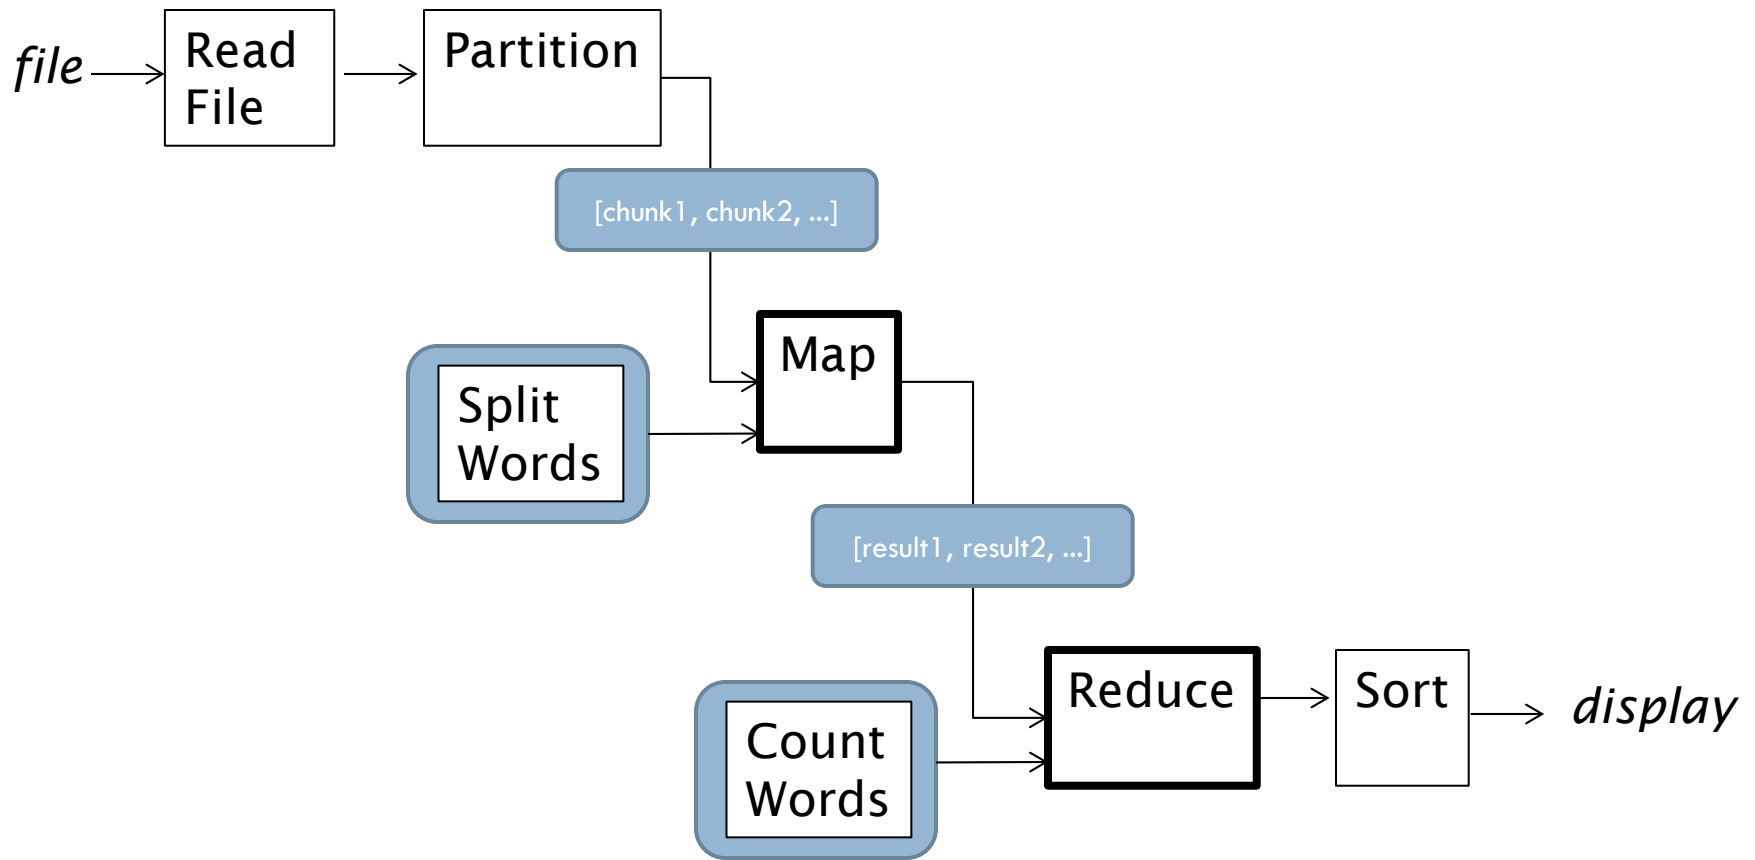 file
Read
File
Partition
[chunk1, chunk2, ...]
Map
Split
Words
[result1, result2, ...]
Reduce
Sort
display
Count
Words